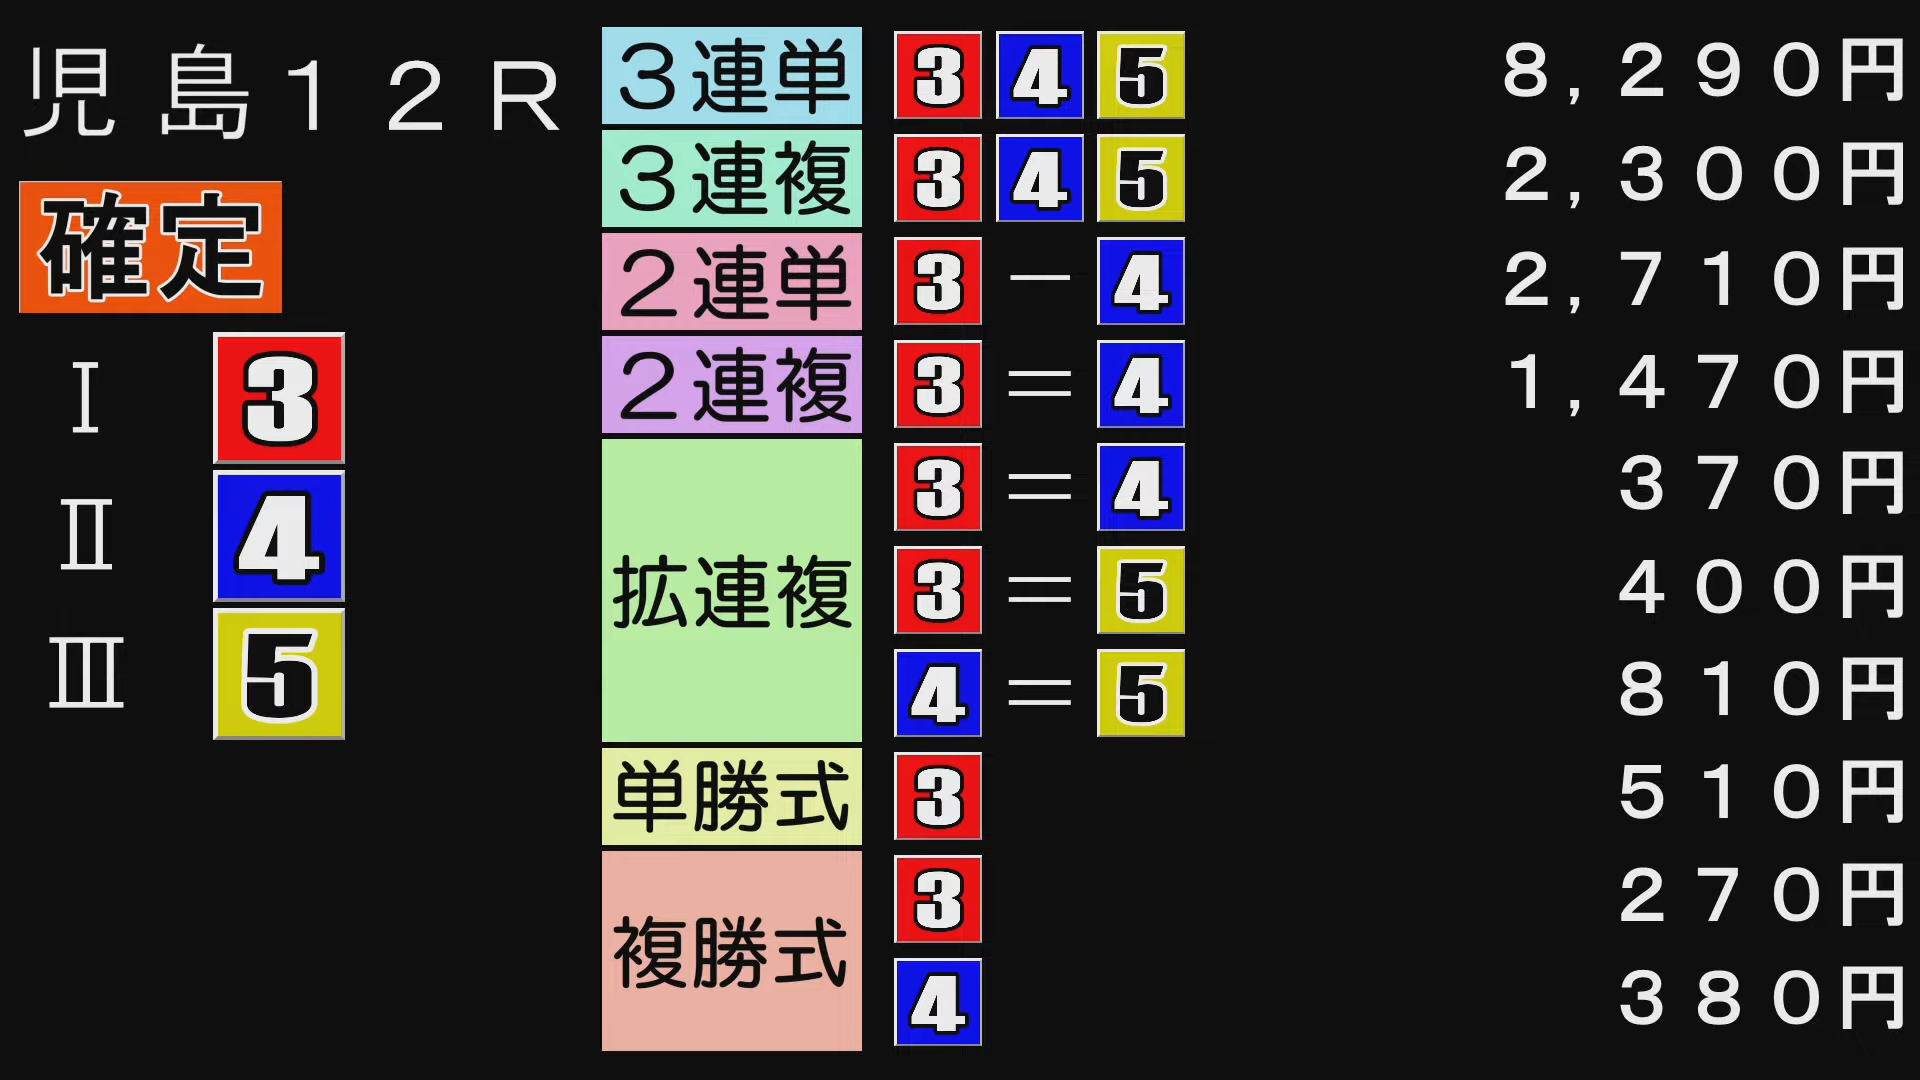 児島12R
確定
Ⅰ 3
Ⅱ 4
Ⅲ 5
3連単 3 4 5 8,290円
3連複 3 4 5 2,300円
2連単 3-4 2,710円
2連複 3=4 1,470円
拡連複 3=4 370円
3=5 400円
4=5 810円
単勝式 3 510円
複勝式 3 270円
4 380円